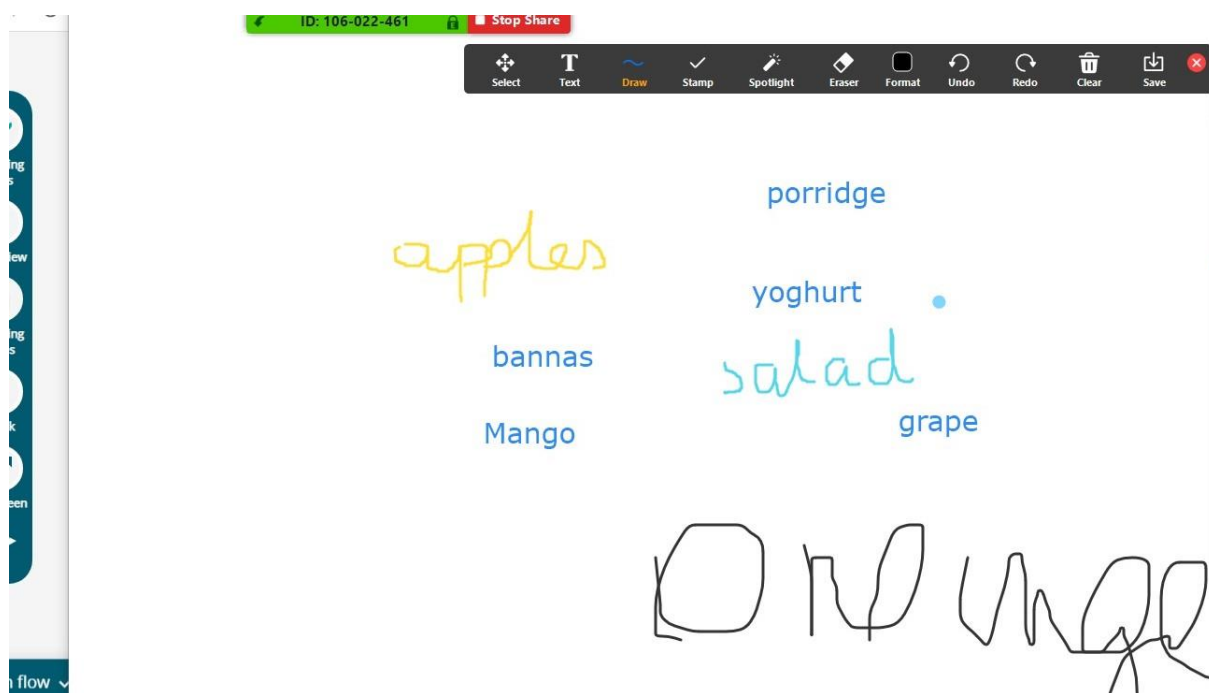 ID: 106-022-461 Stop Share
Select Text Draw Stamp Spotlight Eraser Format Undo Redo Clear Save
porridge
apples
yoghurt
bannas
salad
Mango
grape
orange
flow